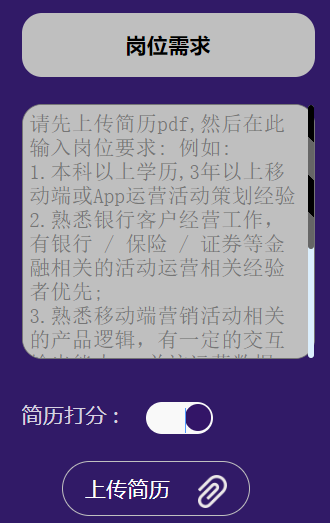 岗位需求
请先上传简历pdf,然后在此
输入岗位要求: 例如:
1.本科以上学历,3年以上移
动端或App运营活动策划经验
2.熟悉银行客户经营工作,
有银行 / 保险 / 证券等金
融相关的活动运营相关经验
者优先;
3.熟悉移动端营销活动相关
的产品逻辑，有一定的交互
简历打分：
上传简历